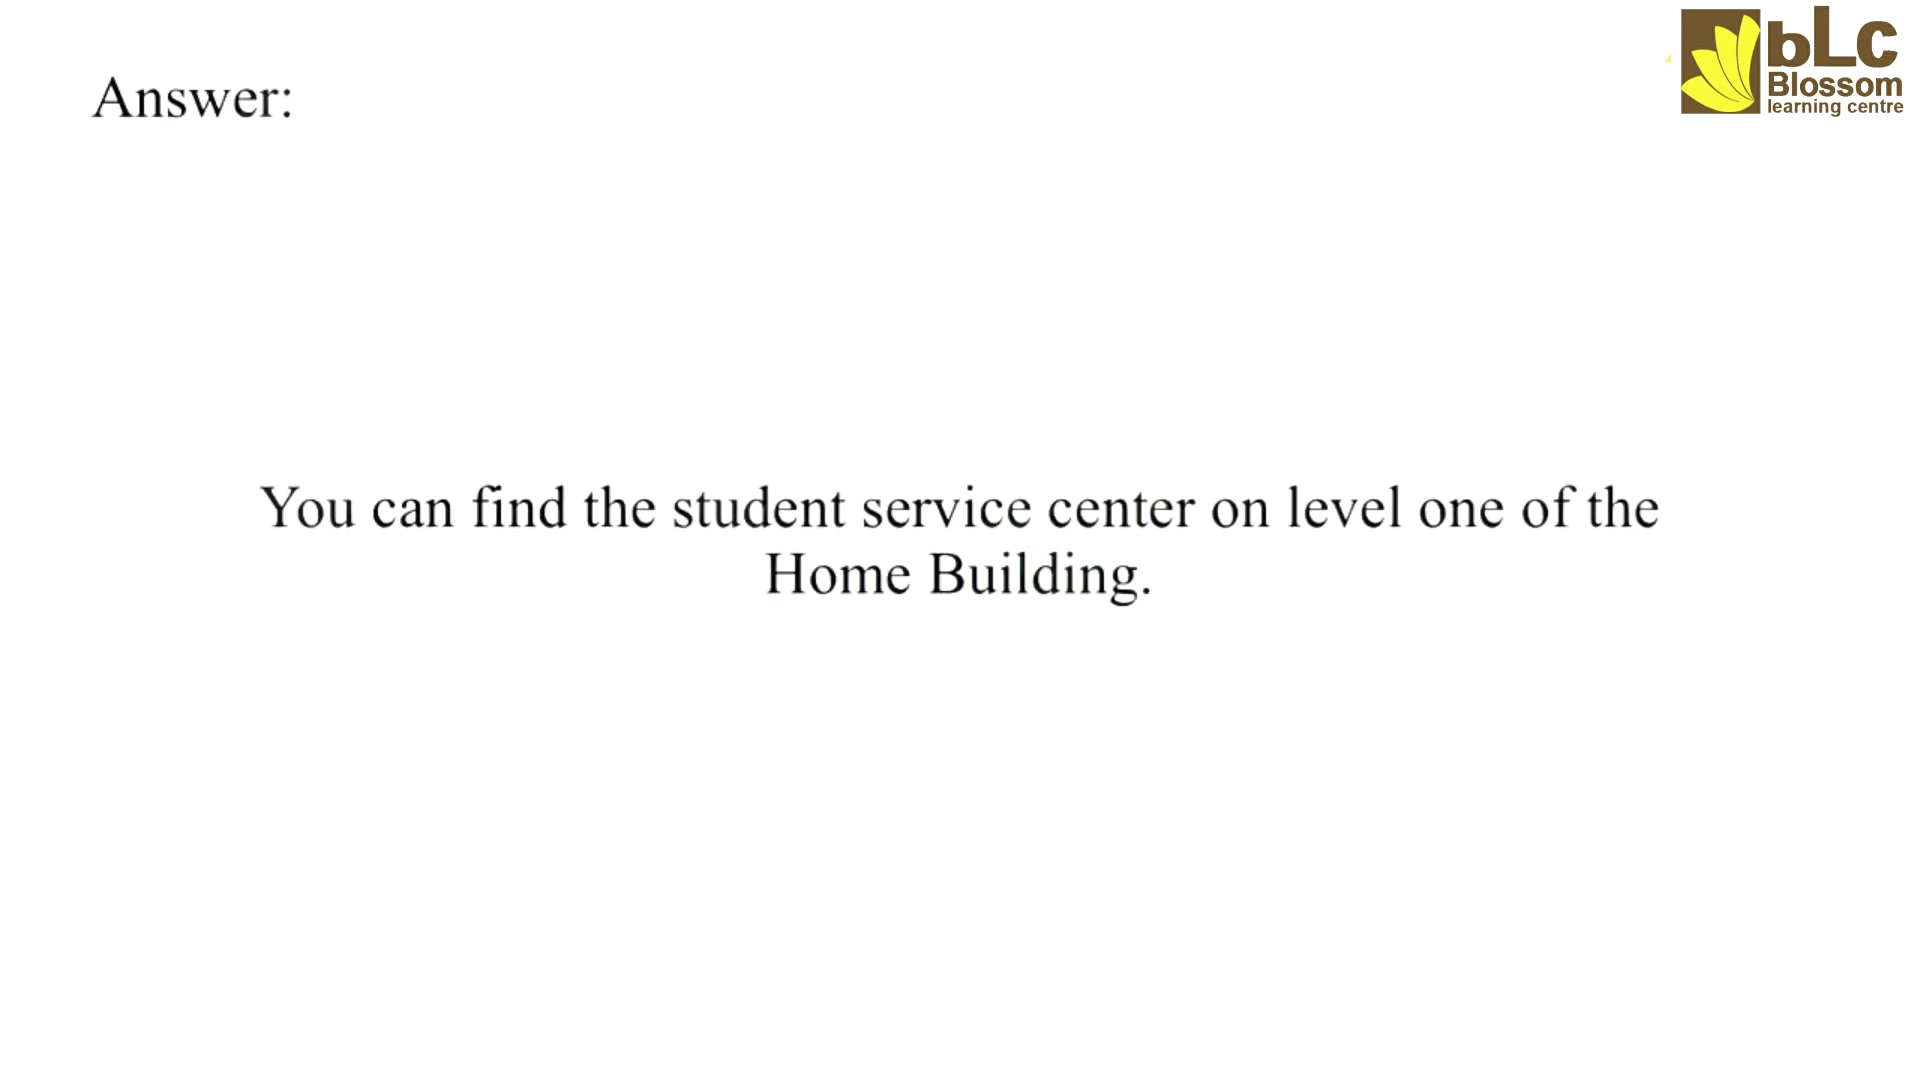 bLc
Blossom
learning centre
Answer:
You can find the student service center on level one of the
Home Building.